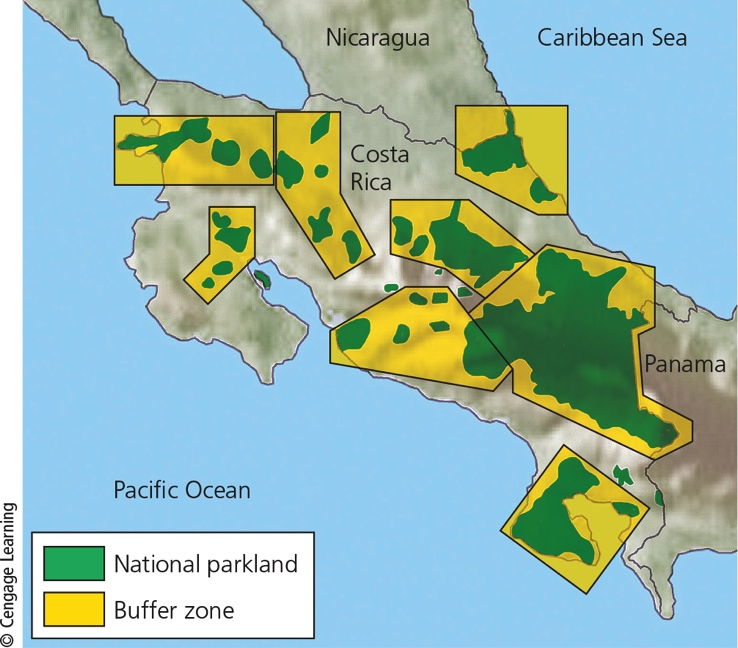 Nicaragua
Caribbean Sea
Costa
Rica
Panama
Pacific Ocean
National parkland
Buffer zone
© Cengage Learning